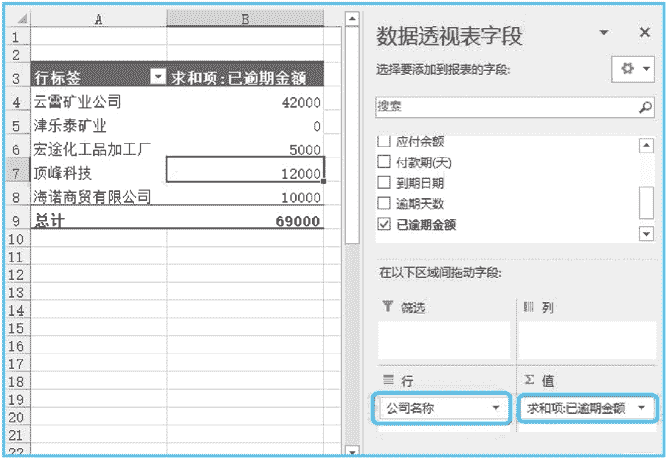 A B
1
2
3 行标签 求和项:已逾期金额
4 云雷矿业公司 42000
5 津乐泰矿业 0
6 宏途化工品加工厂 5000
7 顶峰科技 12000
8 海诺商贸有限公司 10000
9 总计 69000
10
11
12
13
14
15
16
17
18
19
20
21
22
数据透视表字段
选择要添加到报表的字段:
搜索
应付余额
付款期(天)
到期日期
逾期天数
已逾期金额
在以下区间拖动字段:
筛选 列
行 值
公司名称 求和项:已逾期金额